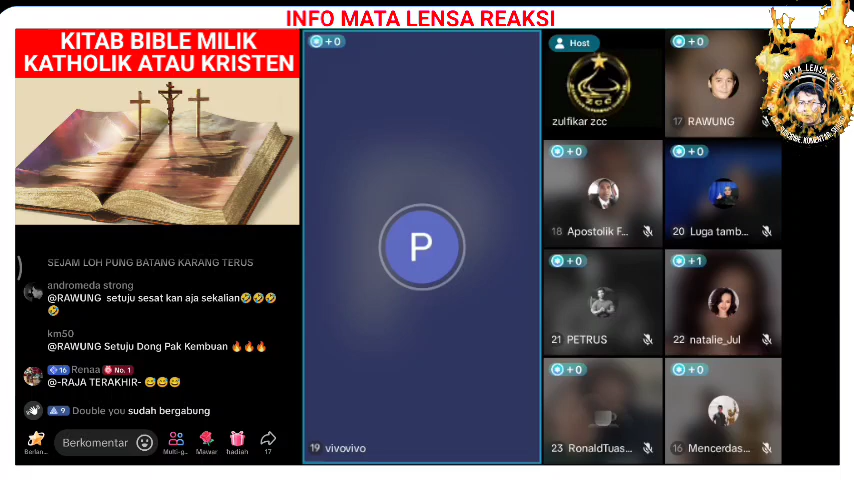 INFO MATA LENSA REAKSI
KITAB BIBLE MILIK
KATHOLIK ATAU KRISTEN
SEJAM LOH PUNG BATANG KARANG TERUS
andromeda strong
@RAWUNG setuju sesat kan aja sekalian🤣🤣🤣
🤣
km50
@RAWUNG Setuju Dong Pak Kembuan 🔥🔥🔥
16 Renaa No. 1
@-RAJA TERAKHIR- 😅😅😅
9 Double you sudah bergabung
Berkomentar
Berlan...
Multi-g...
Mawar
hadiah
17
+0
P
19 vivovivo
Host
ZCC
zulfikar zcc
+0
17 RAWUNG
+0
18 Apostolik F...
+0
20 Luga tamb...
+0
21 PETRUS
+1
22 natalie_Jul
+0
23 RonaldTuas...
+0
16 Mencerdas...
MATA LENSA REAKSI